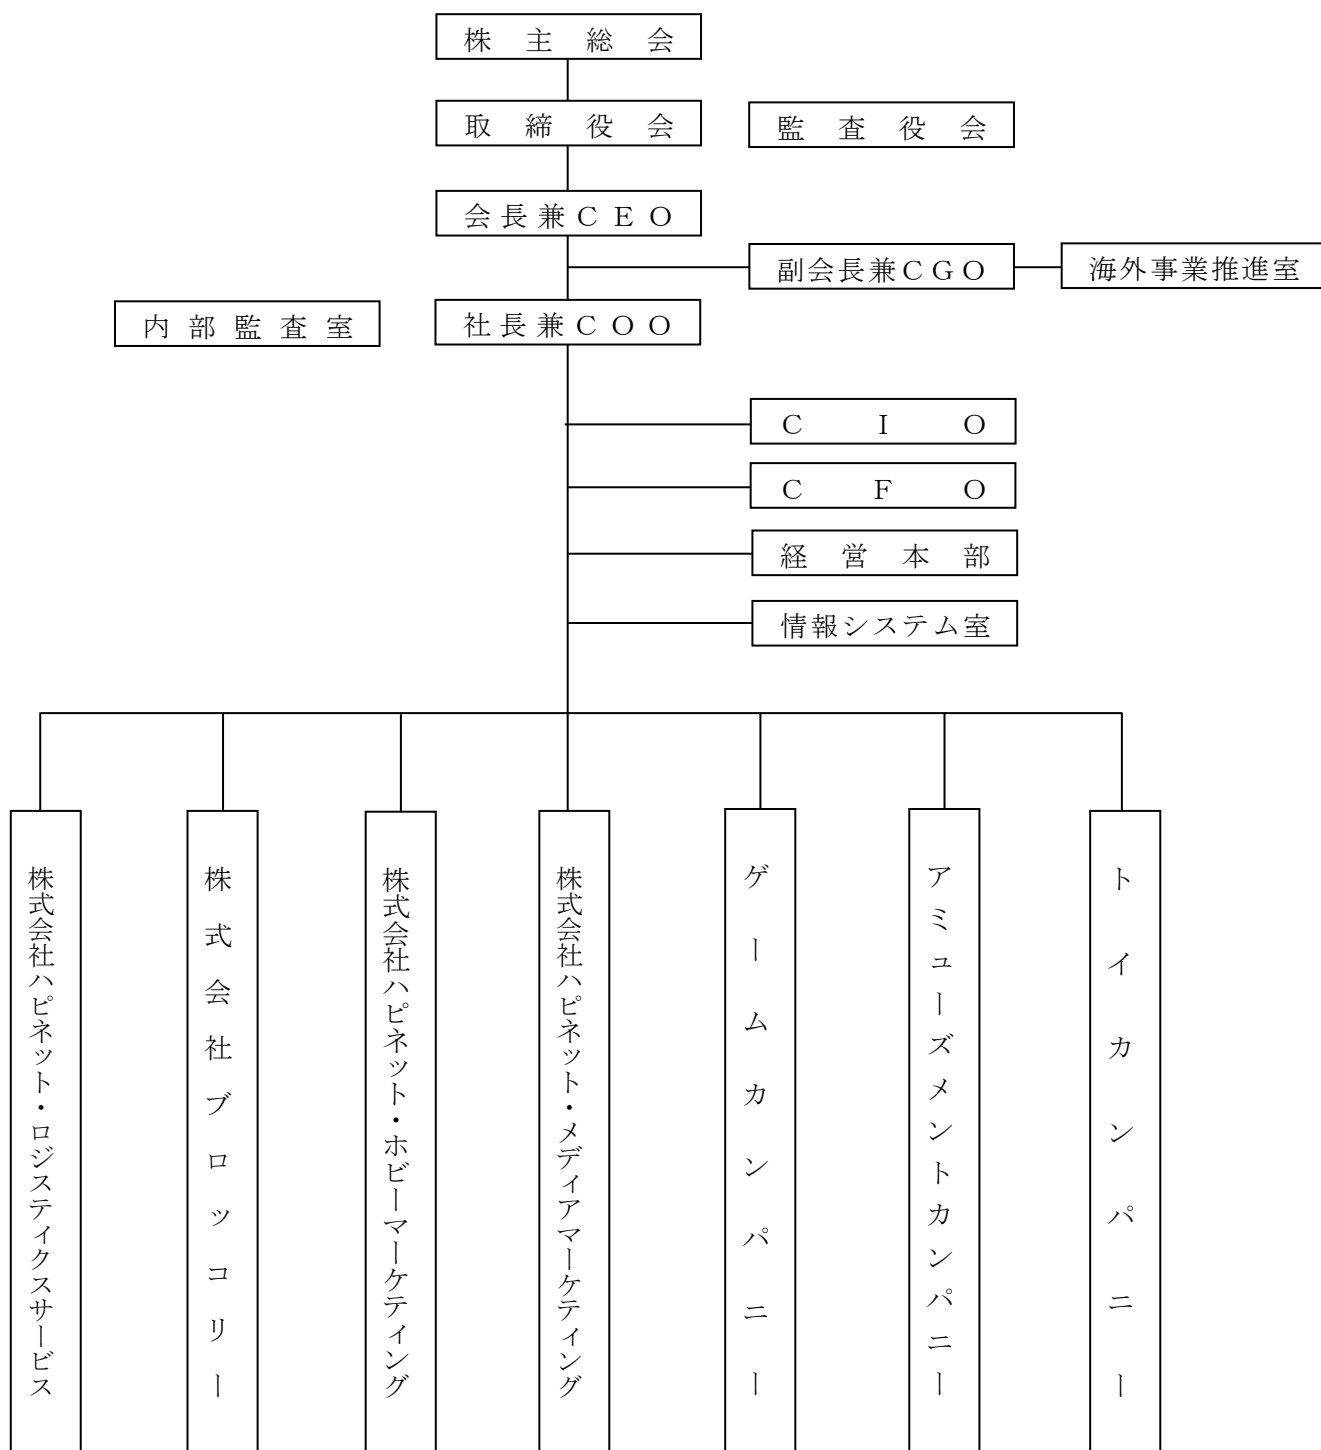 株主総会
取締役会
監査役会
会長兼ＣＥＯ
副会長兼ＣＧＯ
海外事業推進室
内部監査室
社長兼ＣＯＯ
ＣＩＯ
ＣＦＯ
経営本部
情報システム室
トイカンパニー
アミューズメントカンパニー
ゲームカンパニー
株式会社ハピネット・メディアマーケティング
株式会社ハピネット・ホビーマーケティング
株式会社ブロッコリー
株式会社ハピネット・ロジスティクスサービス